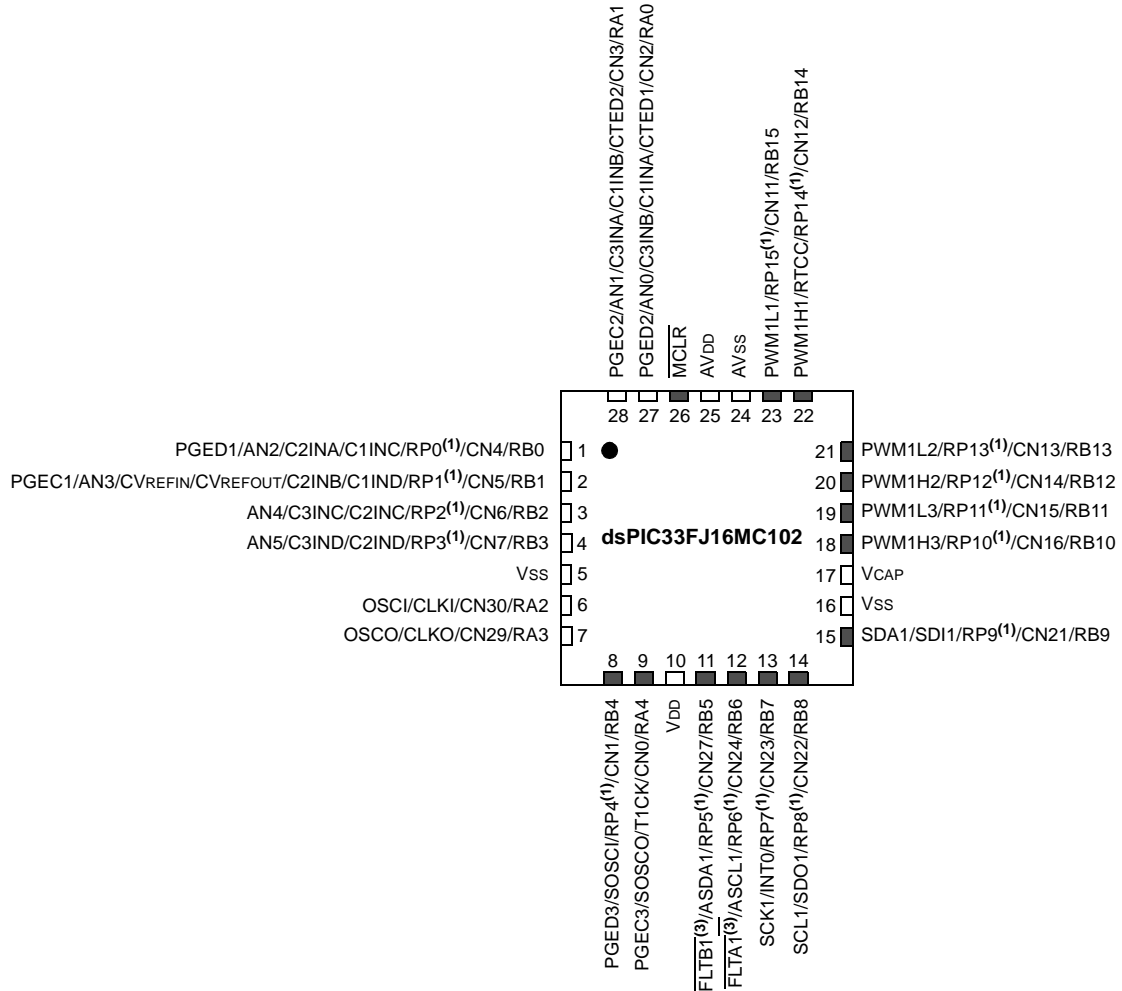 PGEC2/AN1/C3INA/C1INB/CTED2/CN3/RA1
PGED2/AN0/C3INB/C1INA/CTED1/CN2/RA0
MCLR
AVDD
AVSS
PWM1L1/RP15(1)/CN11/RB15
PWM1H1/RTCC/RP14(1)/CN12/RB14
28 27 26 25 24 23 22
PGED1/AN2/C2INA/C1INC/RP0(1)/CN4/RB0 1
PGEC1/AN3/CVREFIN/CVREFOUT/C2INB/C1IND/RP1(1)/CN5/RB1 2
AN4/C3INC/C2INC/RP2(1)/CN6/RB2 3
AN5/C3IND/C2IND/RP3(1)/CN7/RB3 4
VSS 5
OSCI/CLKI/CN30/RA2 6
OSCO/CLKO/CN29/RA3 7
dsPIC33FJ16MC102
21 PWM1L2/RP13(1)/CN13/RB13
20 PWM1H2/RP12(1)/CN14/RB12
19 PWM1L3/RP11(1)/CN15/RB11
18 PWM1H3/RP10(1)/CN16/RB10
17 VCAP
16 VSS
15 SDA1/SDI1/RP9(1)/CN21/RB9
8 9 10 11 12 13 14
PGED3/SOSCI/RP4(1)/CN1/RB4
PGEC3/SOSCO/T1CK/CN0/RA4
VDD
FLTB1(3)/ASDA1/RP5(1)/CN27/RB5
FLTA1(3)/ASCL1/RP6(1)/CN24/RB6
SCK1/INT0/RP7(1)/CN23/RB7
SCL1/SDO1/RP8(1)/CN22/RB8